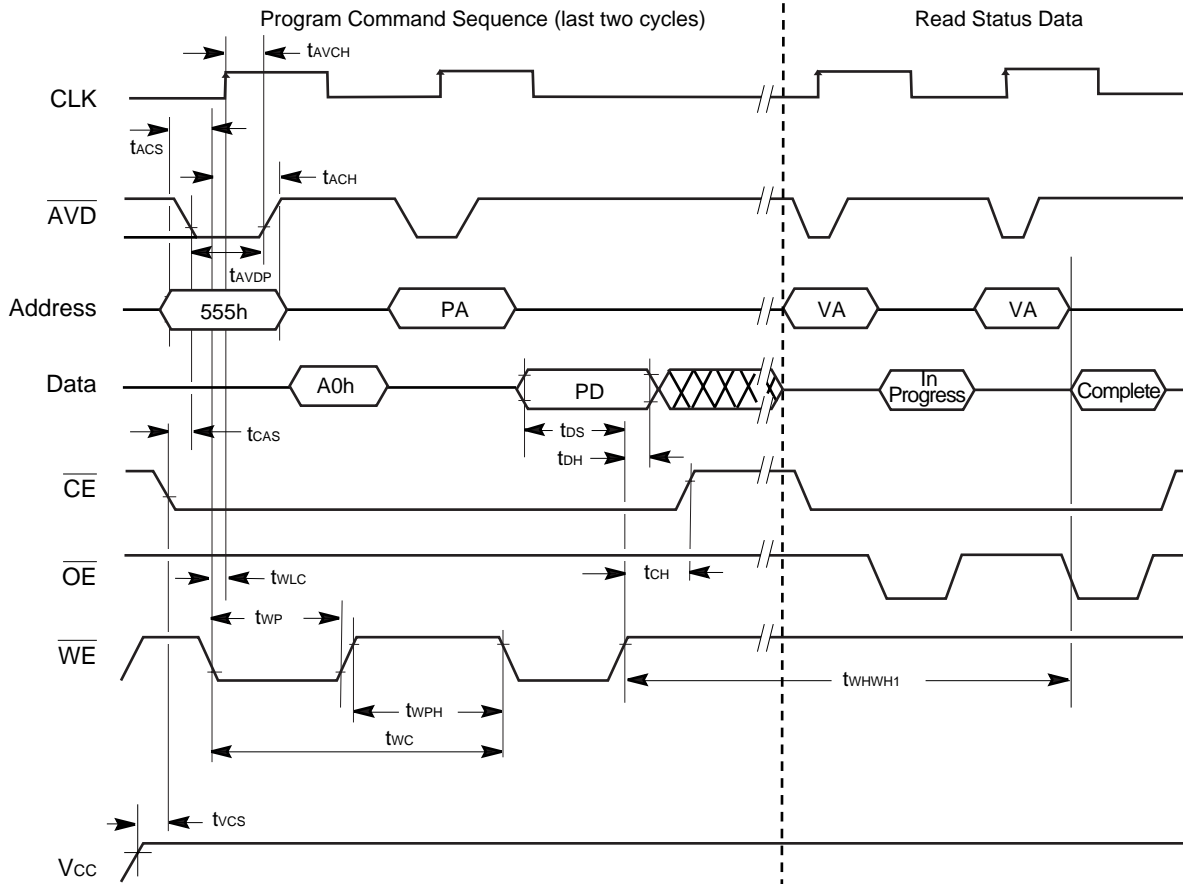 Program Command Sequence (last two cycles)
Read Status Data
tAVCH
CLK
tACS
tACH
AVD
tAVDP
Address
555h
PA
VA
VA
Data
A0h
PD
In Progress
Complete
tCAS
tDS
tDH
CE
OE
tWLC
tCH
tWP
WE
tWHWH1
tWPH
tWC
tVCS
VCC